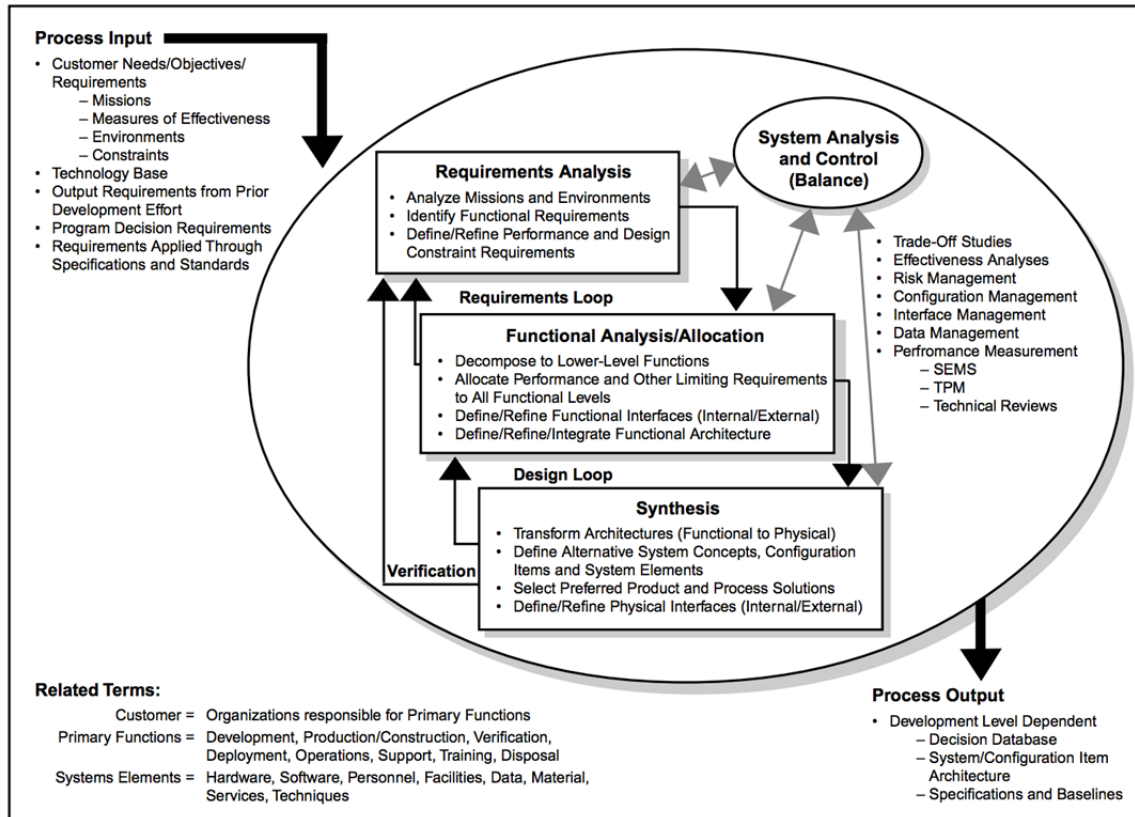 Process Input
• Customer Needs/Objectives/
Requirements
– Missions
– Measures of Effectiveness
– Environments
– Constraints
• Technology Base
• Output Requirements from Prior
Development Effort
• Program Decision Requirements
• Requirements Applied Through
Specifications and Standards
System Analysis
and Control
(Balance)
Requirements Analysis
• Analyze Missions and Environments
• Identify Functional Requirements
• Define/Refine Performance and Design
Constraint Requirements
• Trade-Off Studies
• Effectiveness Analyses
• Risk Management
• Configuration Management
• Interface Management
• Data Management
• Perfromance Measurement
– SEMS
– TPM
– Technical Reviews
Requirements Loop
Functional Analysis/Allocation
• Decompose to Lower-Level Functions
• Allocate Performance and Other Limiting Requirements
to All Functional Levels
• Define/Refine Functional Interfaces (Internal/External)
• Define/Refine/Integrate Functional Architecture
Design Loop
Synthesis
• Transform Architectures (Functional to Physical)
• Define Alternative System Concepts, Configuration
Items and System Elements
• Select Preferred Product and Process Solutions
• Define/Refine Physical Interfaces (Internal/External)
Verification
Related Terms:
Customer = Organizations responsible for Primary Functions
Primary Functions = Development, Production/Construction, Verification,
Deployment, Operations, Support, Training, Disposal
Systems Elements = Hardware, Software, Personnel, Facilities, Data, Material,
Services, Techniques
Process Output
• Development Level Dependent
– Decision Database
– System/Configuration Item
Architecture
– Specifications and Baselines